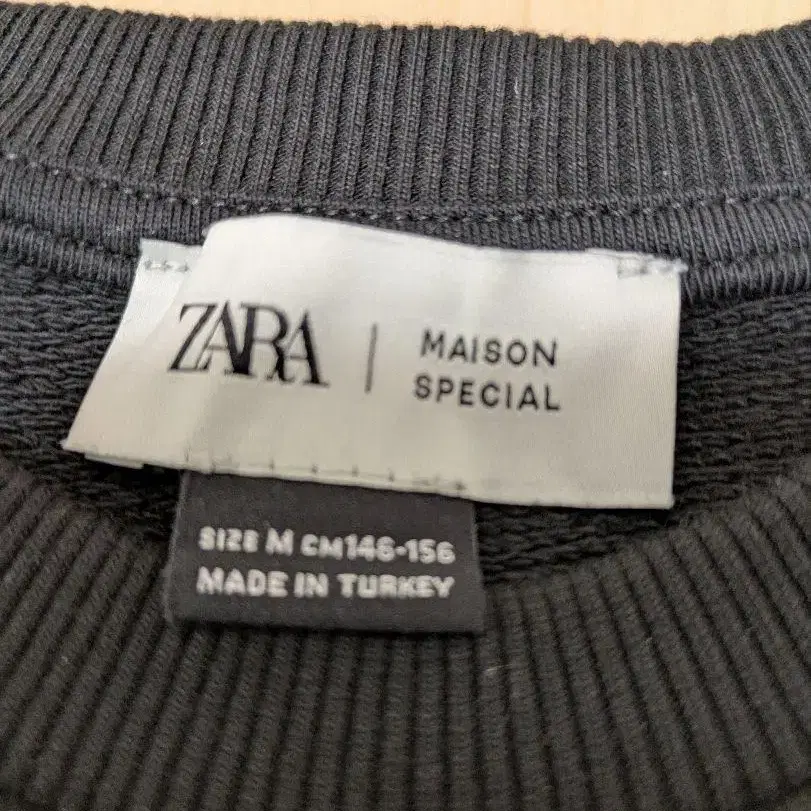 ZARA | MAISON SPECIAL
SIZE M CM146-156
MADE IN TURKEY